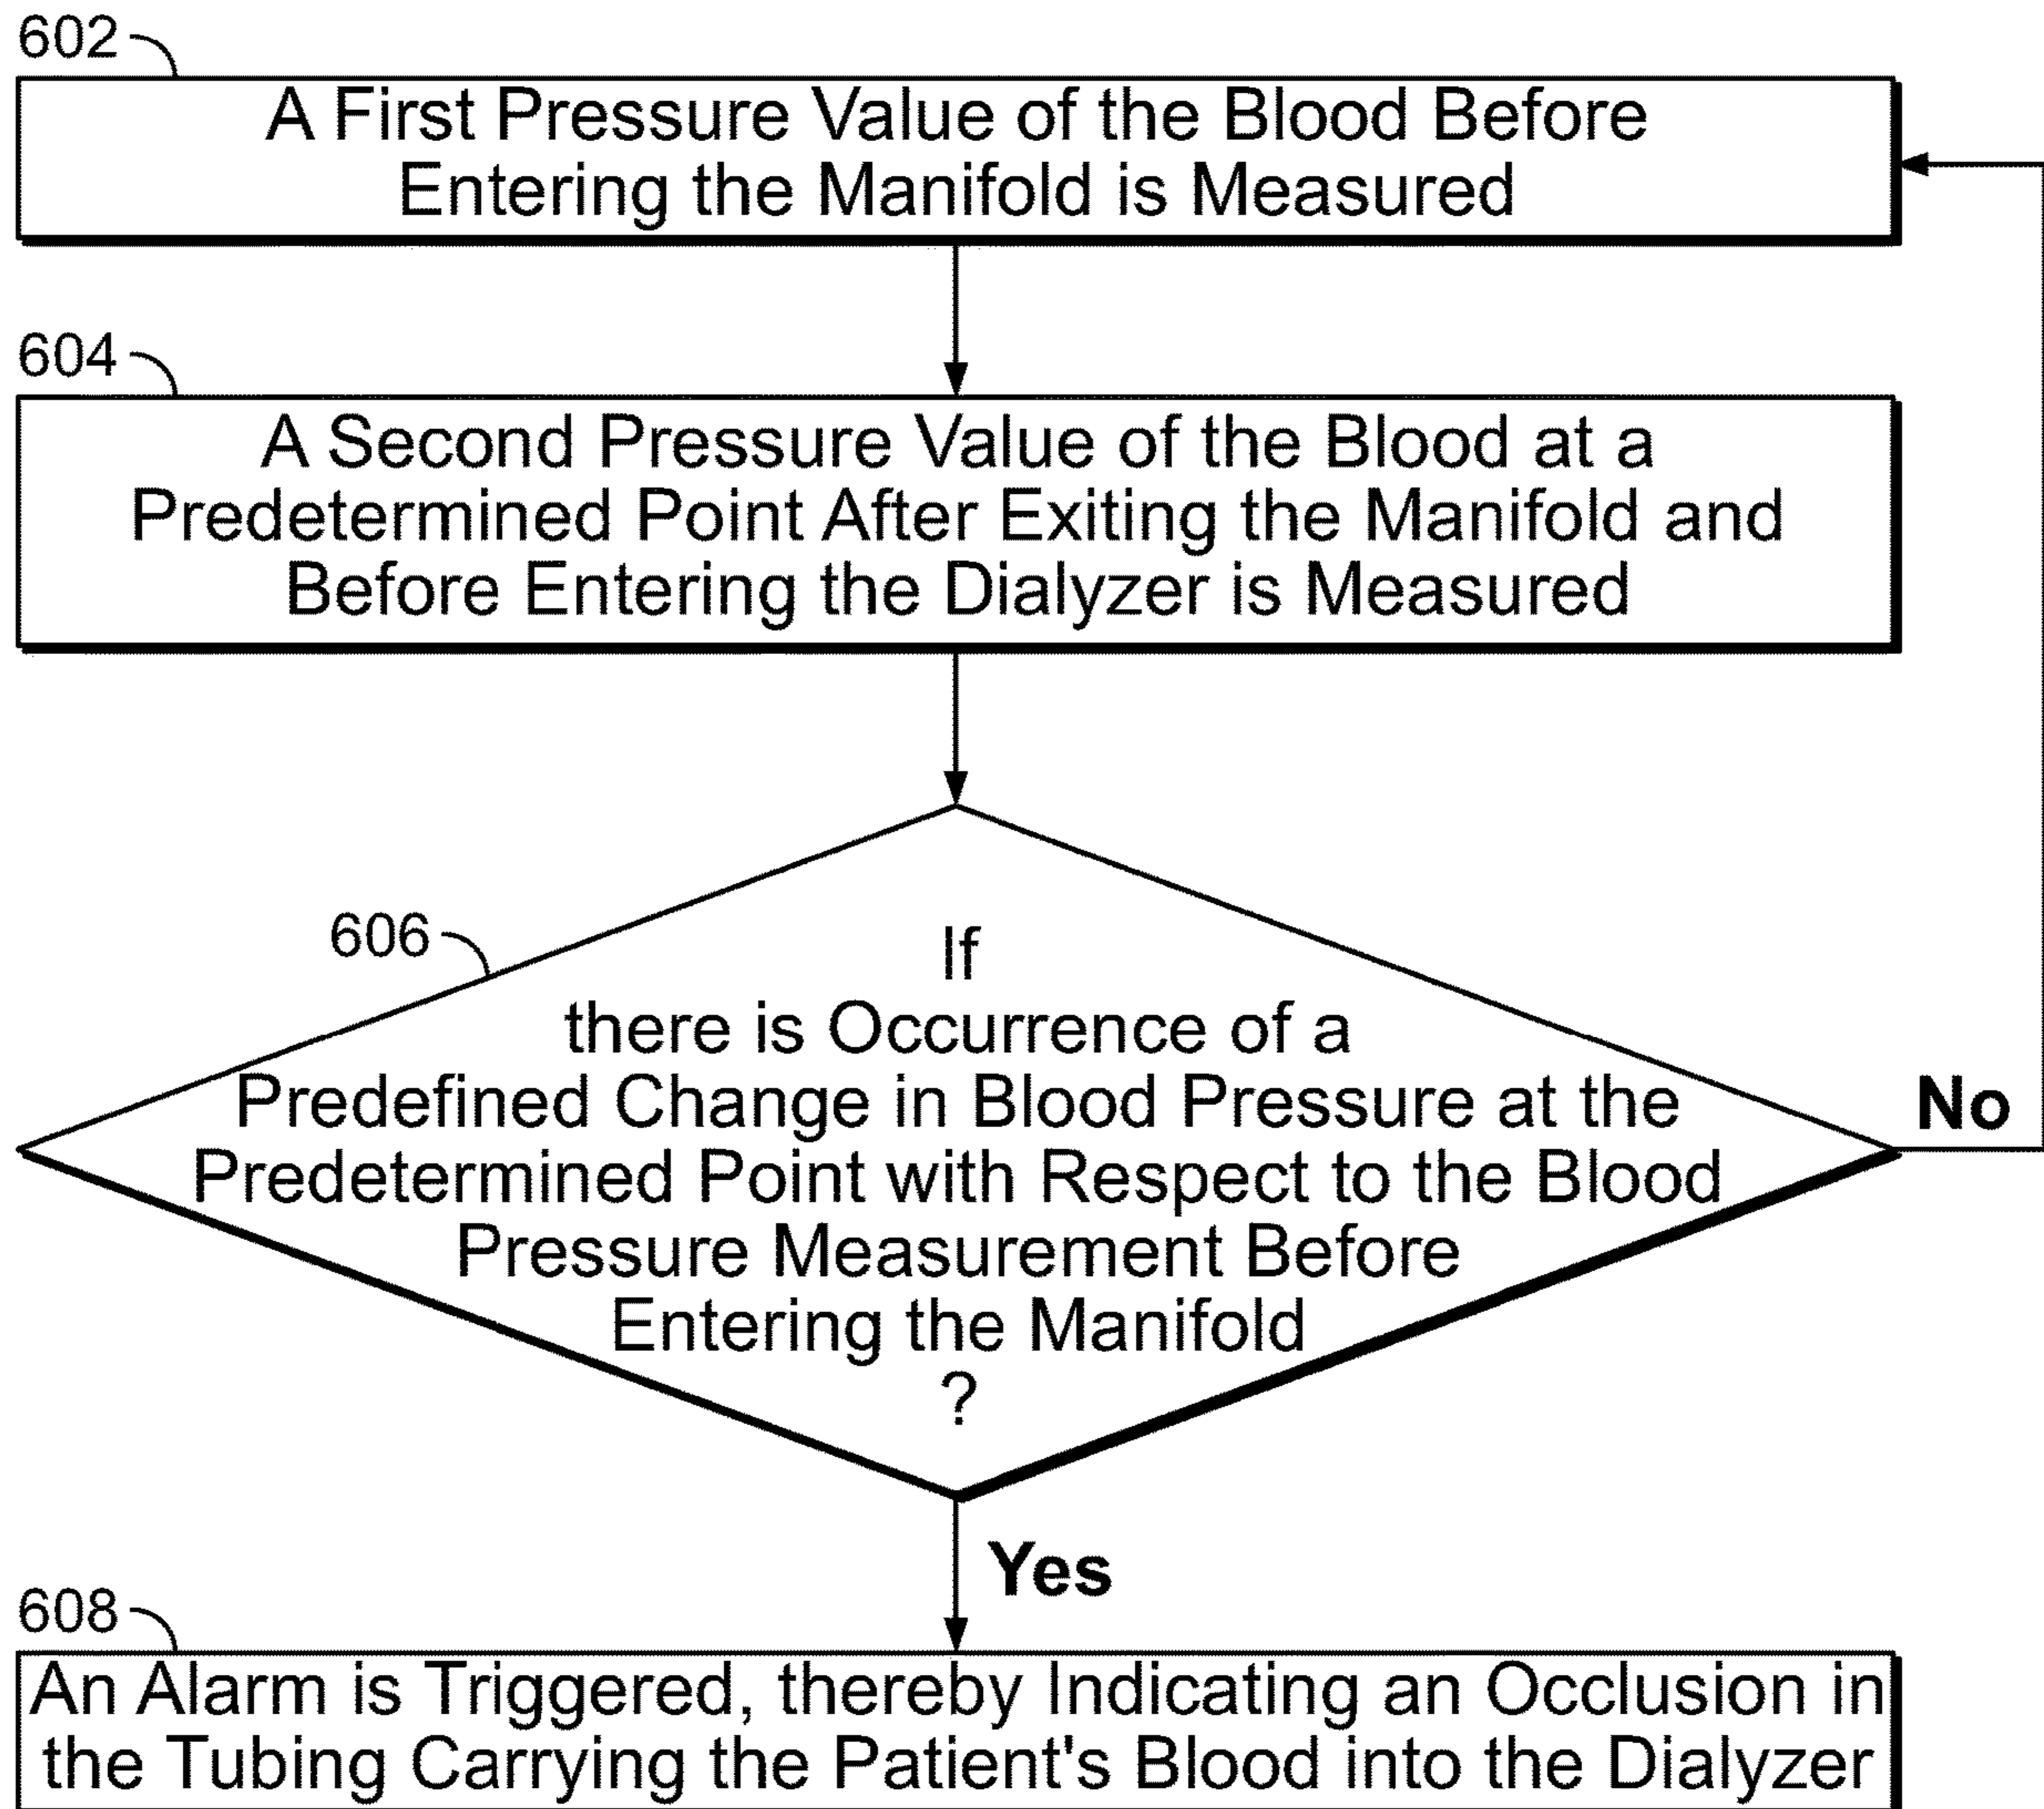 602
A First Pressure Value of the Blood Before
Entering the Manifold is Measured
604
A Second Pressure Value of the Blood at a
Predetermined Point After Exiting the Manifold and
Before Entering the Dialyzer is Measured
606
If
there is Occurrence of a
Predefined Change in Blood Pressure at the
Predetermined Point with Respect to the Blood
Pressure Measurement Before
Entering the Manifold
?
No
Yes
608
An Alarm is Triggered, thereby Indicating an Occlusion in
the Tubing Carrying the Patient's Blood into the Dialyzer